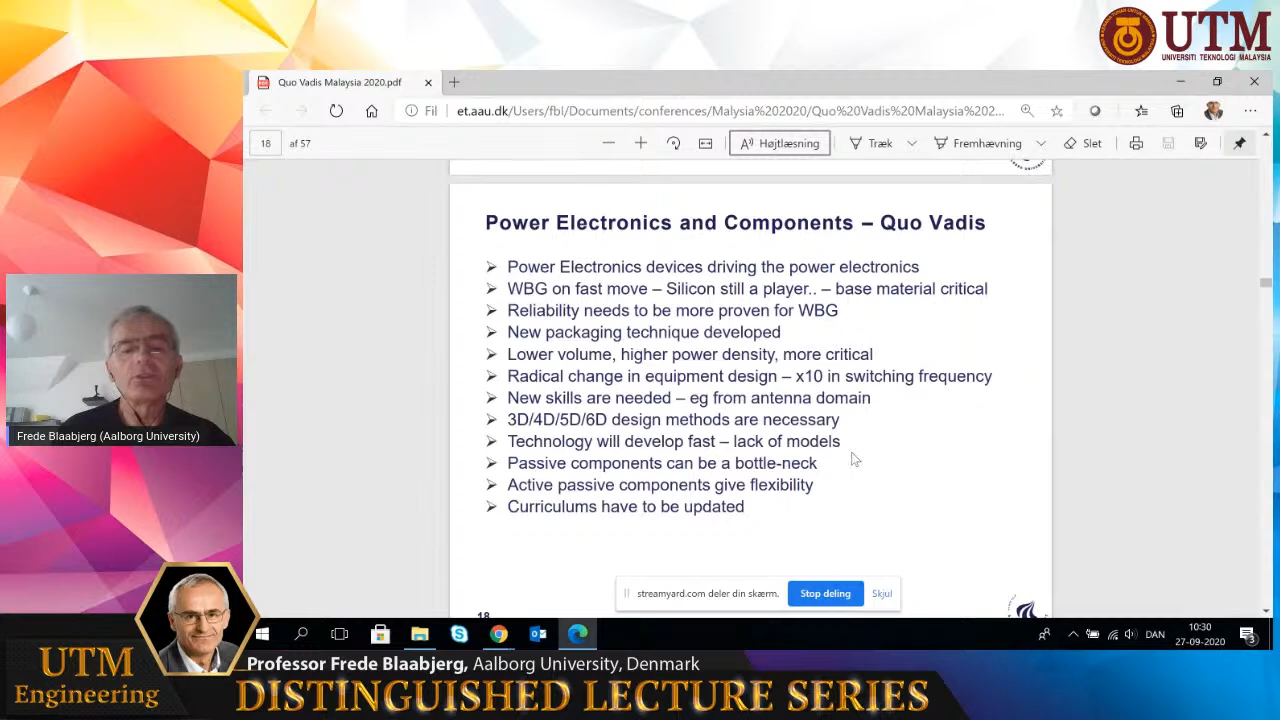 UTM
UNIVERSITI TEKNOLOGI MALAYSIA
Quo Vadis Malaysia 2020.pdf
Fil
et.aau.dk/Users/fbl/Documents/conferences/Malysia%202020/Quo%20Vadis%20Malaysia%202...
18 af 57
Højtlæsning
Træk
Fremhævning
Slet
Power Electronics and Components – Quo Vadis
Power Electronics devices driving the power electronics
WBG on fast move – Silicon still a player.. – base material critical
Reliability needs to be more proven for WBG
New packaging technique developed
Lower volume, higher power density, more critical
Radical change in equipment design – x10 in switching frequency
New skills are needed – eg from antenna domain
3D/4D/5D/6D design methods are necessary
Technology will develop fast – lack of models
Passive components can be a bottle-neck
Active passive components give flexibility
Curriculums have to be updated
Frede Blaabjerg (Aalborg University)
streamyard.com deler din skærm.
Stop deling
Skjul
18
DAN
10:30
27-09-2020
3
UTM
Engineering
Professor Frede Blaabjerg, Aalborg University, Denmark
DISTINGUISHED LECTURE SERIES